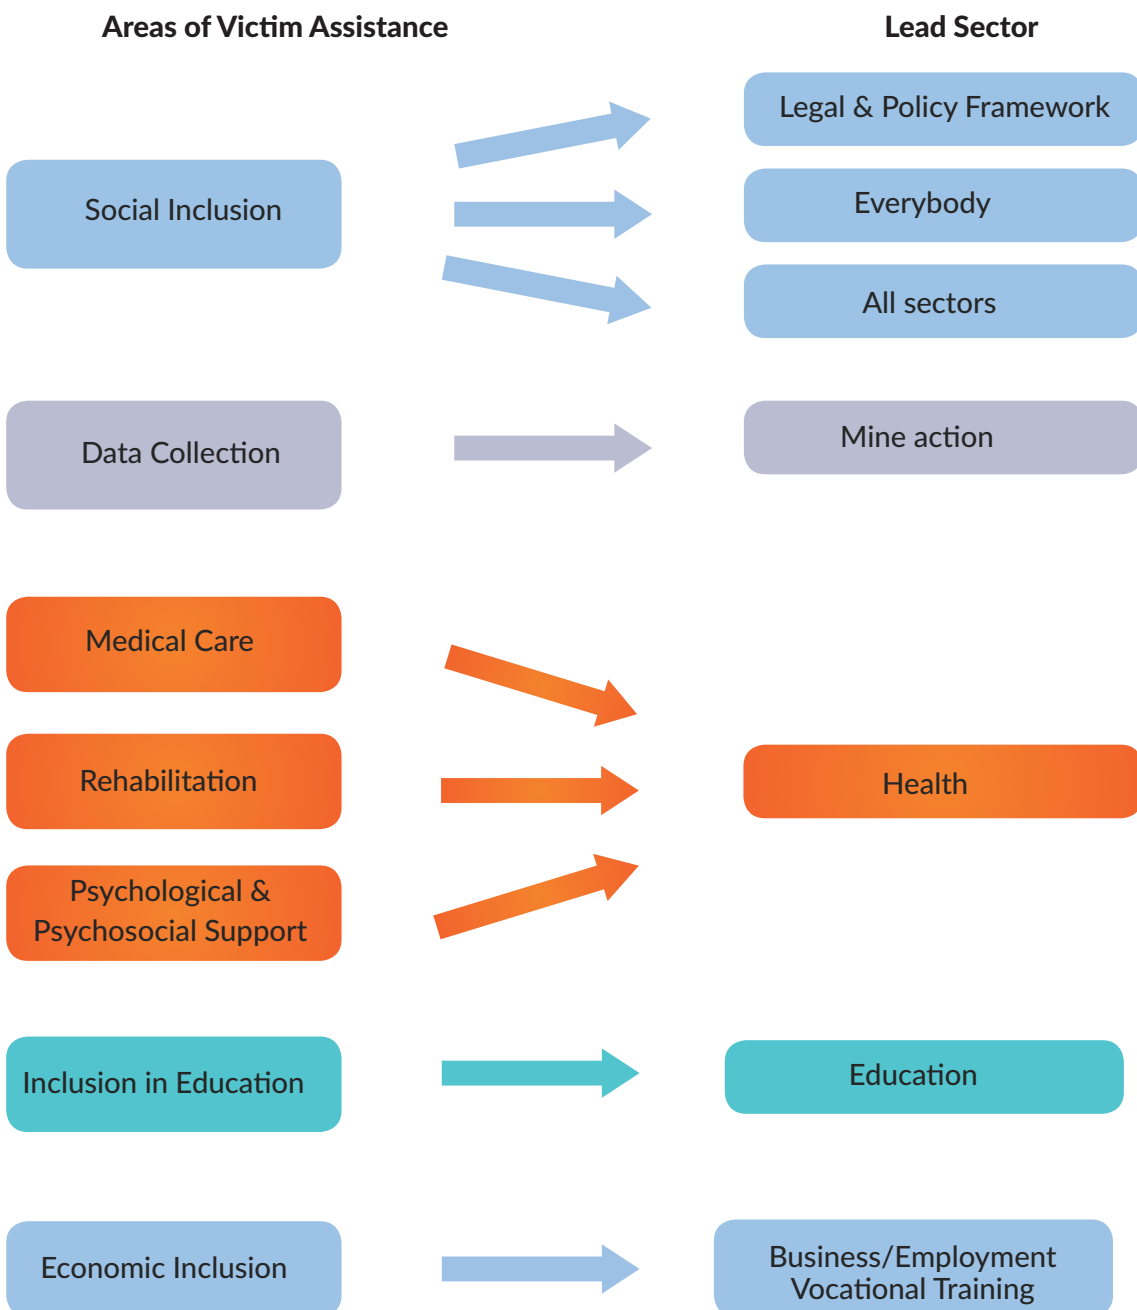 Areas of Victim Assistance
Lead Sector
Social Inclusion
Legal & Policy Framework
Everybody
All sectors
Data Collection
Mine action
Medical Care
Rehabilitation
Psychological &
Psychosocial Support
Health
Inclusion in Education
Education
Economic Inclusion
Business/Employment
Vocational Training